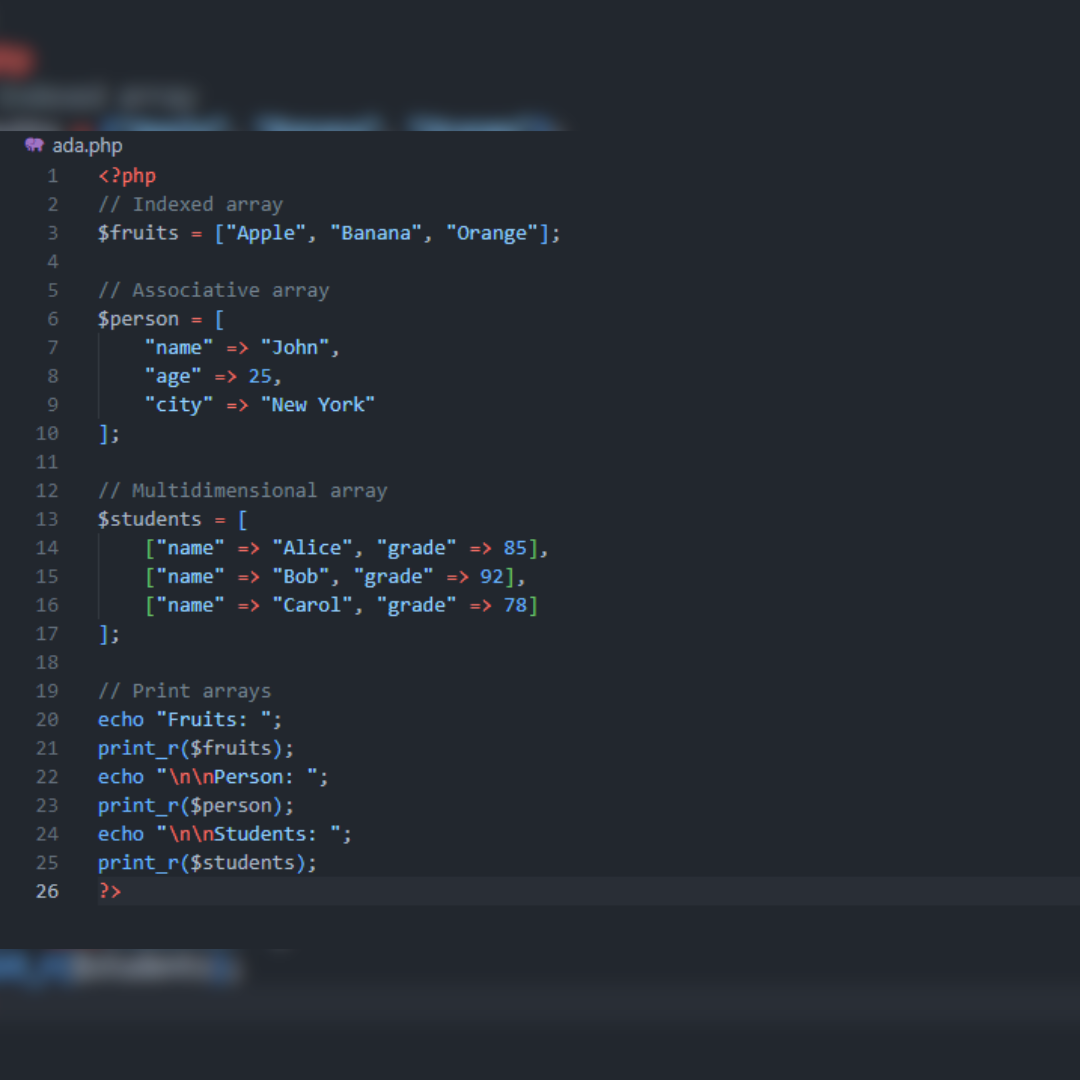 ada.php
1 <?php
2 // Indexed array
3 $fruits = ["Apple", "Banana", "Orange"];
4
5 // Associative array
6 $person = [
7     "name" => "John",
8     "age" => 25,
9     "city" => "New York"
10 ];
11
12 // Multidimensional array
13 $students = [
14     ["name" => "Alice", "grade" => 85],
15     ["name" => "Bob", "grade" => 92],
16     ["name" => "Carol", "grade" => 78]
17 ];
18
19 // Print arrays
20 echo "Fruits: ";
21 print_r($fruits);
22 echo "\n\nPerson: ";
23 print_r($person);
24 echo "\n\nStudents: ";
25 print_r($students);
26 ?>